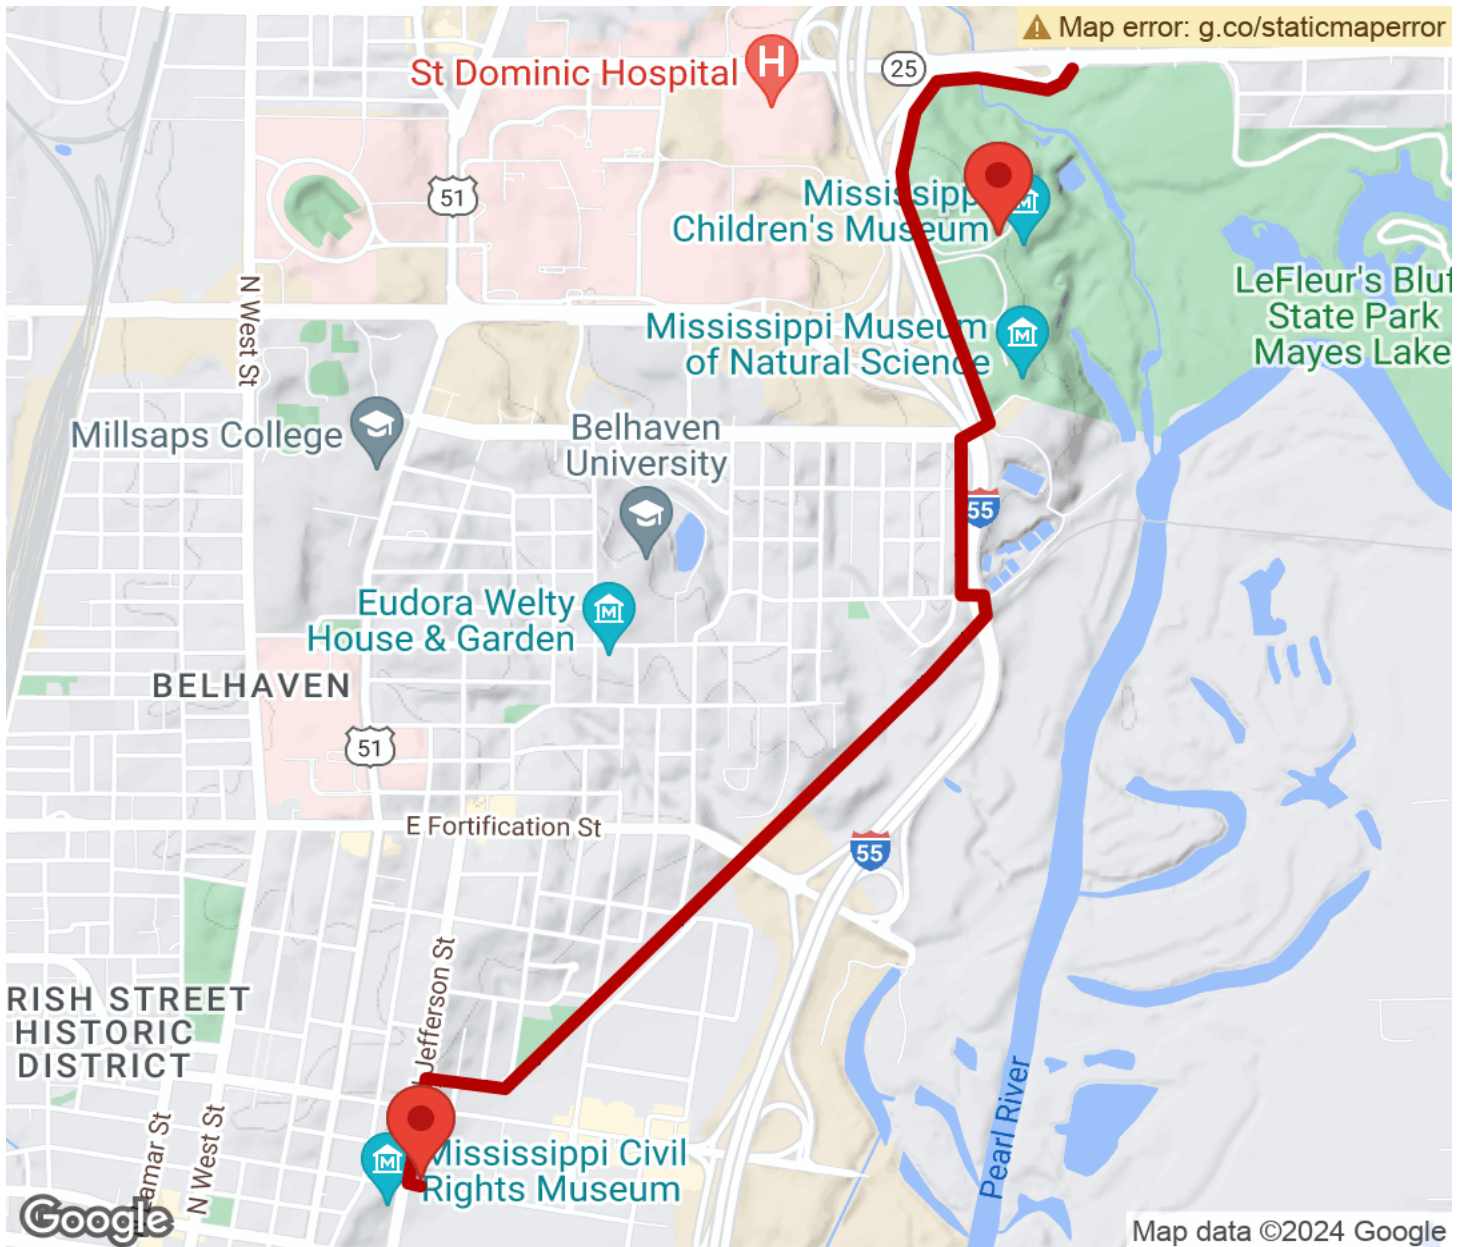 Map error: g.co/staticmaperror
St Dominic Hospital
H
25
51
Mississipp
Children's Museum
N West St
LeFleur's Bluf
State Park
Mayes Lake
Mississippi Museum
of Natural Science
Millsaps College
Belhaven
University
55
Eudora Welty
House & Garden
BELHAVEN
51
E Fortification St
55
Jefferson St
RISH STREET
HISTORIC
DISTRICT
Pearl River
amar St
N West St
Mississippi Civil
Rights Museum
Google
Map data ©2024 Google